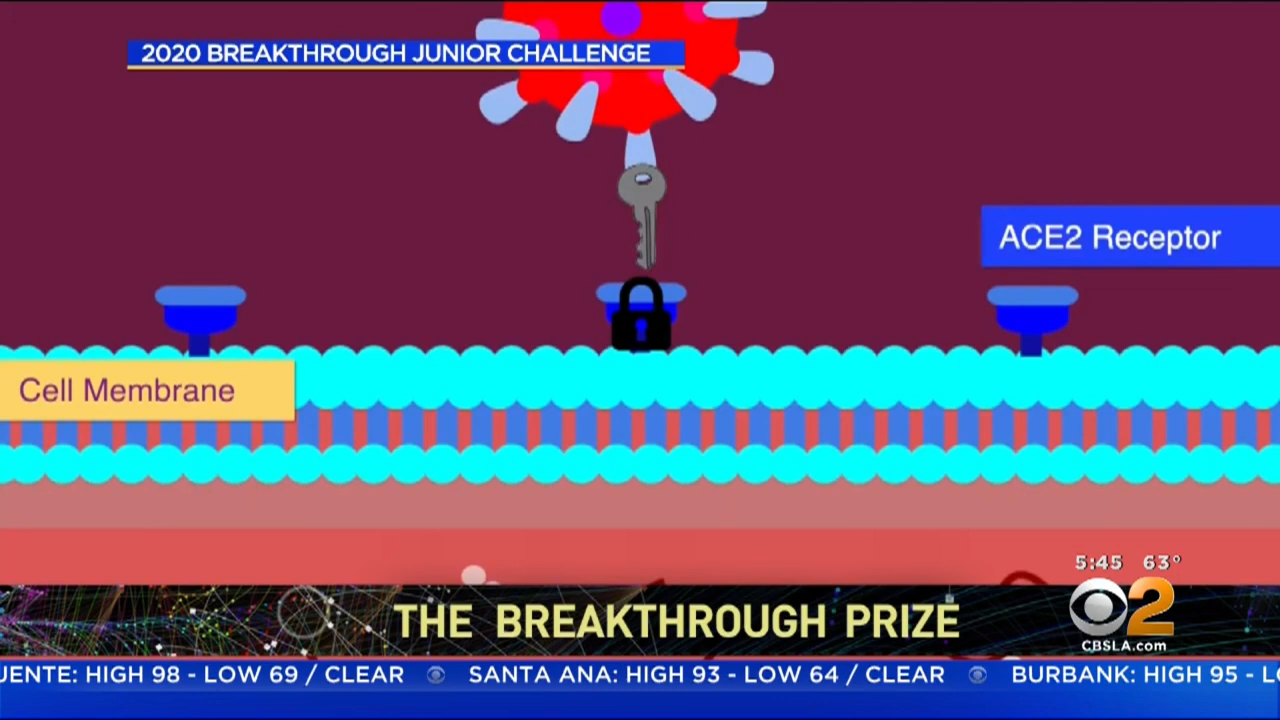 2020 BREAKTHROUGH JUNIOR CHALLENGE
ACE2 Receptor
Cell Membrane
5:45 63°
THE BREAKTHROUGH PRIZE
2
CBSLA.com
UENTE: HIGH 98 - LOW 69 / CLEAR SANTA ANA: HIGH 93 - LOW 64 / CLEAR BURBANK: HIGH 95 - L